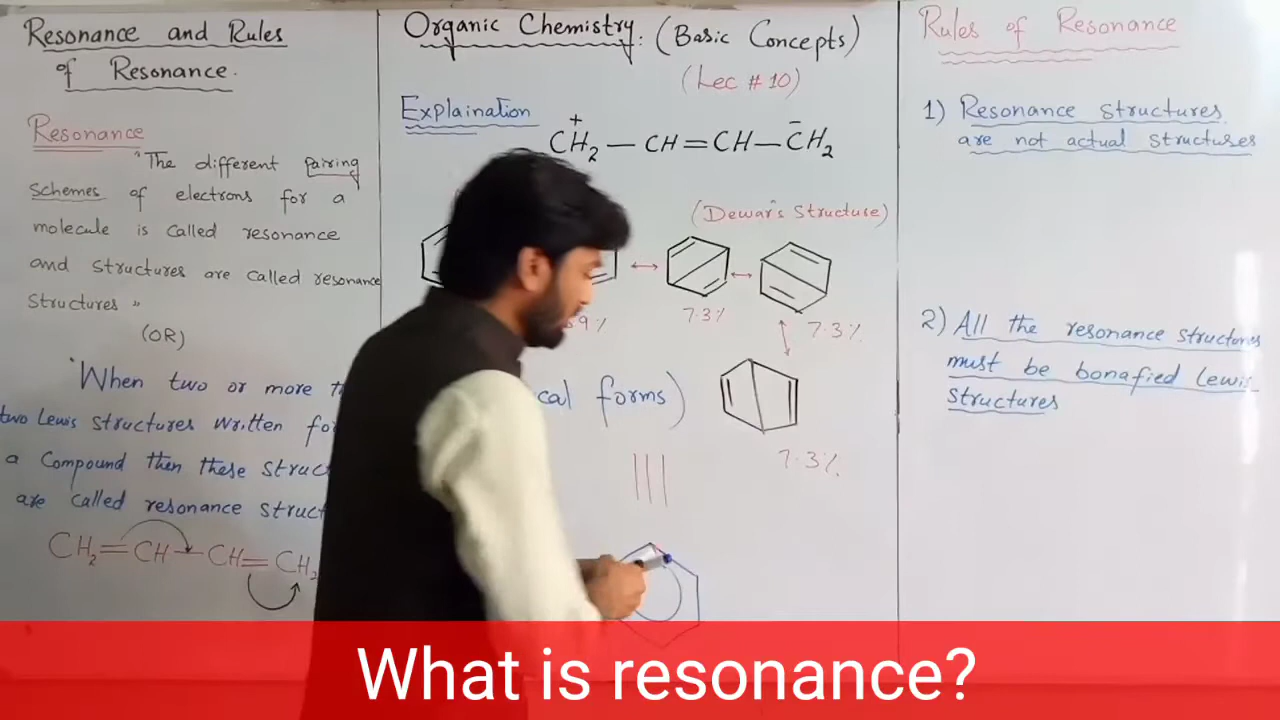 Resonance and Rules
of Resonance.
Resonance
"The different pairing
schemes of electrons for a
molecule is called resonance
and structures are called resonance
structures "
(OR)
"When two or more
two Lewis structures written
a Compound then these
are called resonance
CH2=CH–CH=CH2
Organic Chemistry: (Basic Concepts)
(Lec # 10)
Explaination
+CH2–CH=CH–-CH2
(Dewar's Structure)
9%
7.3%
7.3%
cal forms)
7.3%
Rules of Resonance
1) Resonance structures
are not actual structures
2) All the resonance structures
must be bonafied Lewis
structures
What is resonance?